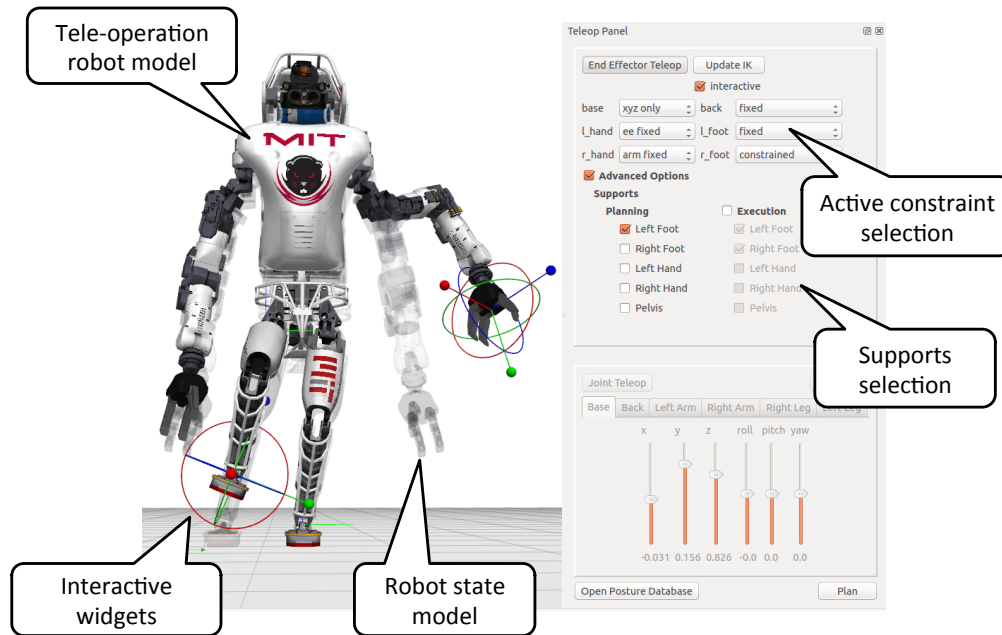 Tele-operation
robot model
MIT
Teleop Panel
End Effector Teleop Update IK
interactive
base xyz only back fixed
l_hand ee fixed l_foot fixed
r_hand arm fixed r_foot constrained
Advanced Options
Supports
Planning Execution
Left Foot Left Foot
Right Foot Right Foot
Left Hand Left Hand
Right Hand Right Hand
Pelvis Pelvis
Active constraint
selection
Supports
selection
Joint Teleop
Base Back Left Arm Right Arm Right Leg Left Leg
x y z roll pitch yaw
-0.031 0.156 0.826 -0.0 0.0 0.0
Open Posture Database Plan
Interactive
widgets
Robot state
model